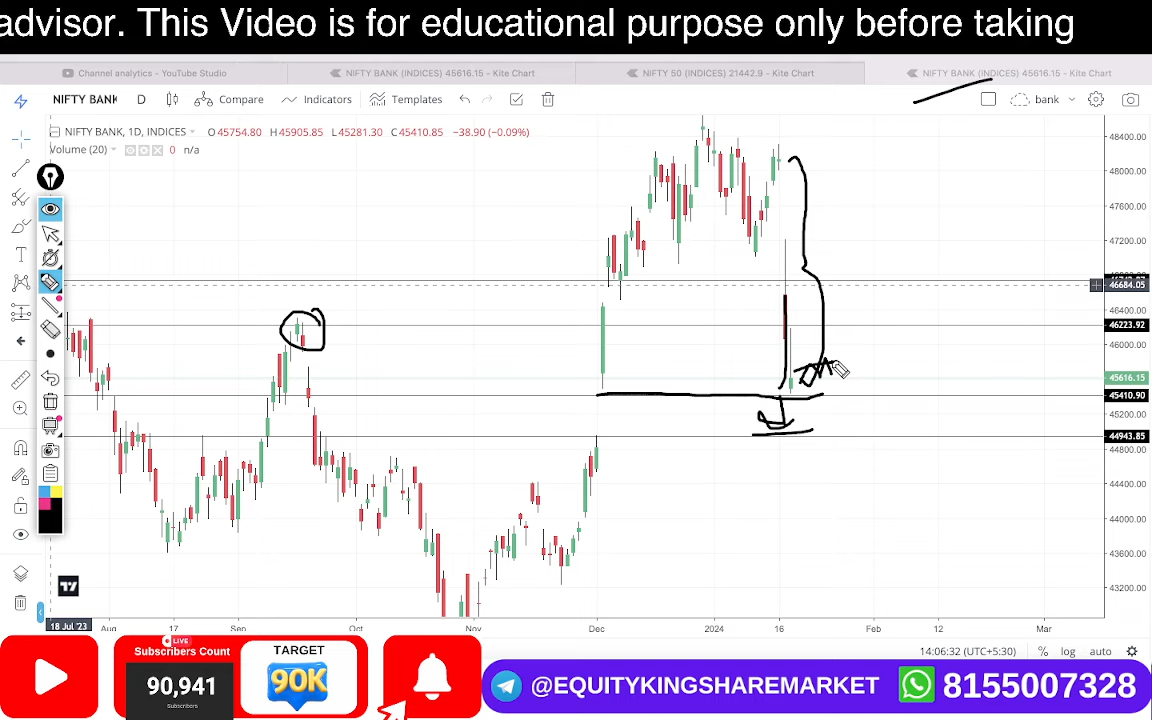 advisor. This Video is for educational purpose only before taking
Channel analytics - YouTube Studio
NIFTY BANK (INDICES) 45616.15 - Kite Chart
NIFTY 50 (INDICES) 21442.9 - Kite Chart
NIFTY BANK (INDICES) 45616.15 - Kite Chart
NIFTY BANK D Compare Indicators Templates bank
NIFTY BANK, 1D, INDICES O45754.80 H45905.85 L45281.30 C45410.85 −38.90 (−0.09%)
Volume (20) 0 n/a
48400.00
48000.00
47600.00
47200.00
46684.05
46400.00
46223.92
46000.00
45616.15
45410.90
45200.00
44943.85
44800.00
44400.00
44000.00
43600.00
43200.00
18 Jul '23 Aug 17 Sep Oct Nov Dec 2024 16 Feb 12 Mar
14:06:32 (UTC+5:30) % log auto
LIVE
Subscribers Count
90,941
Subscribers
TARGET
90K
@EQUITYKINGSHAREMARKET
8155007328